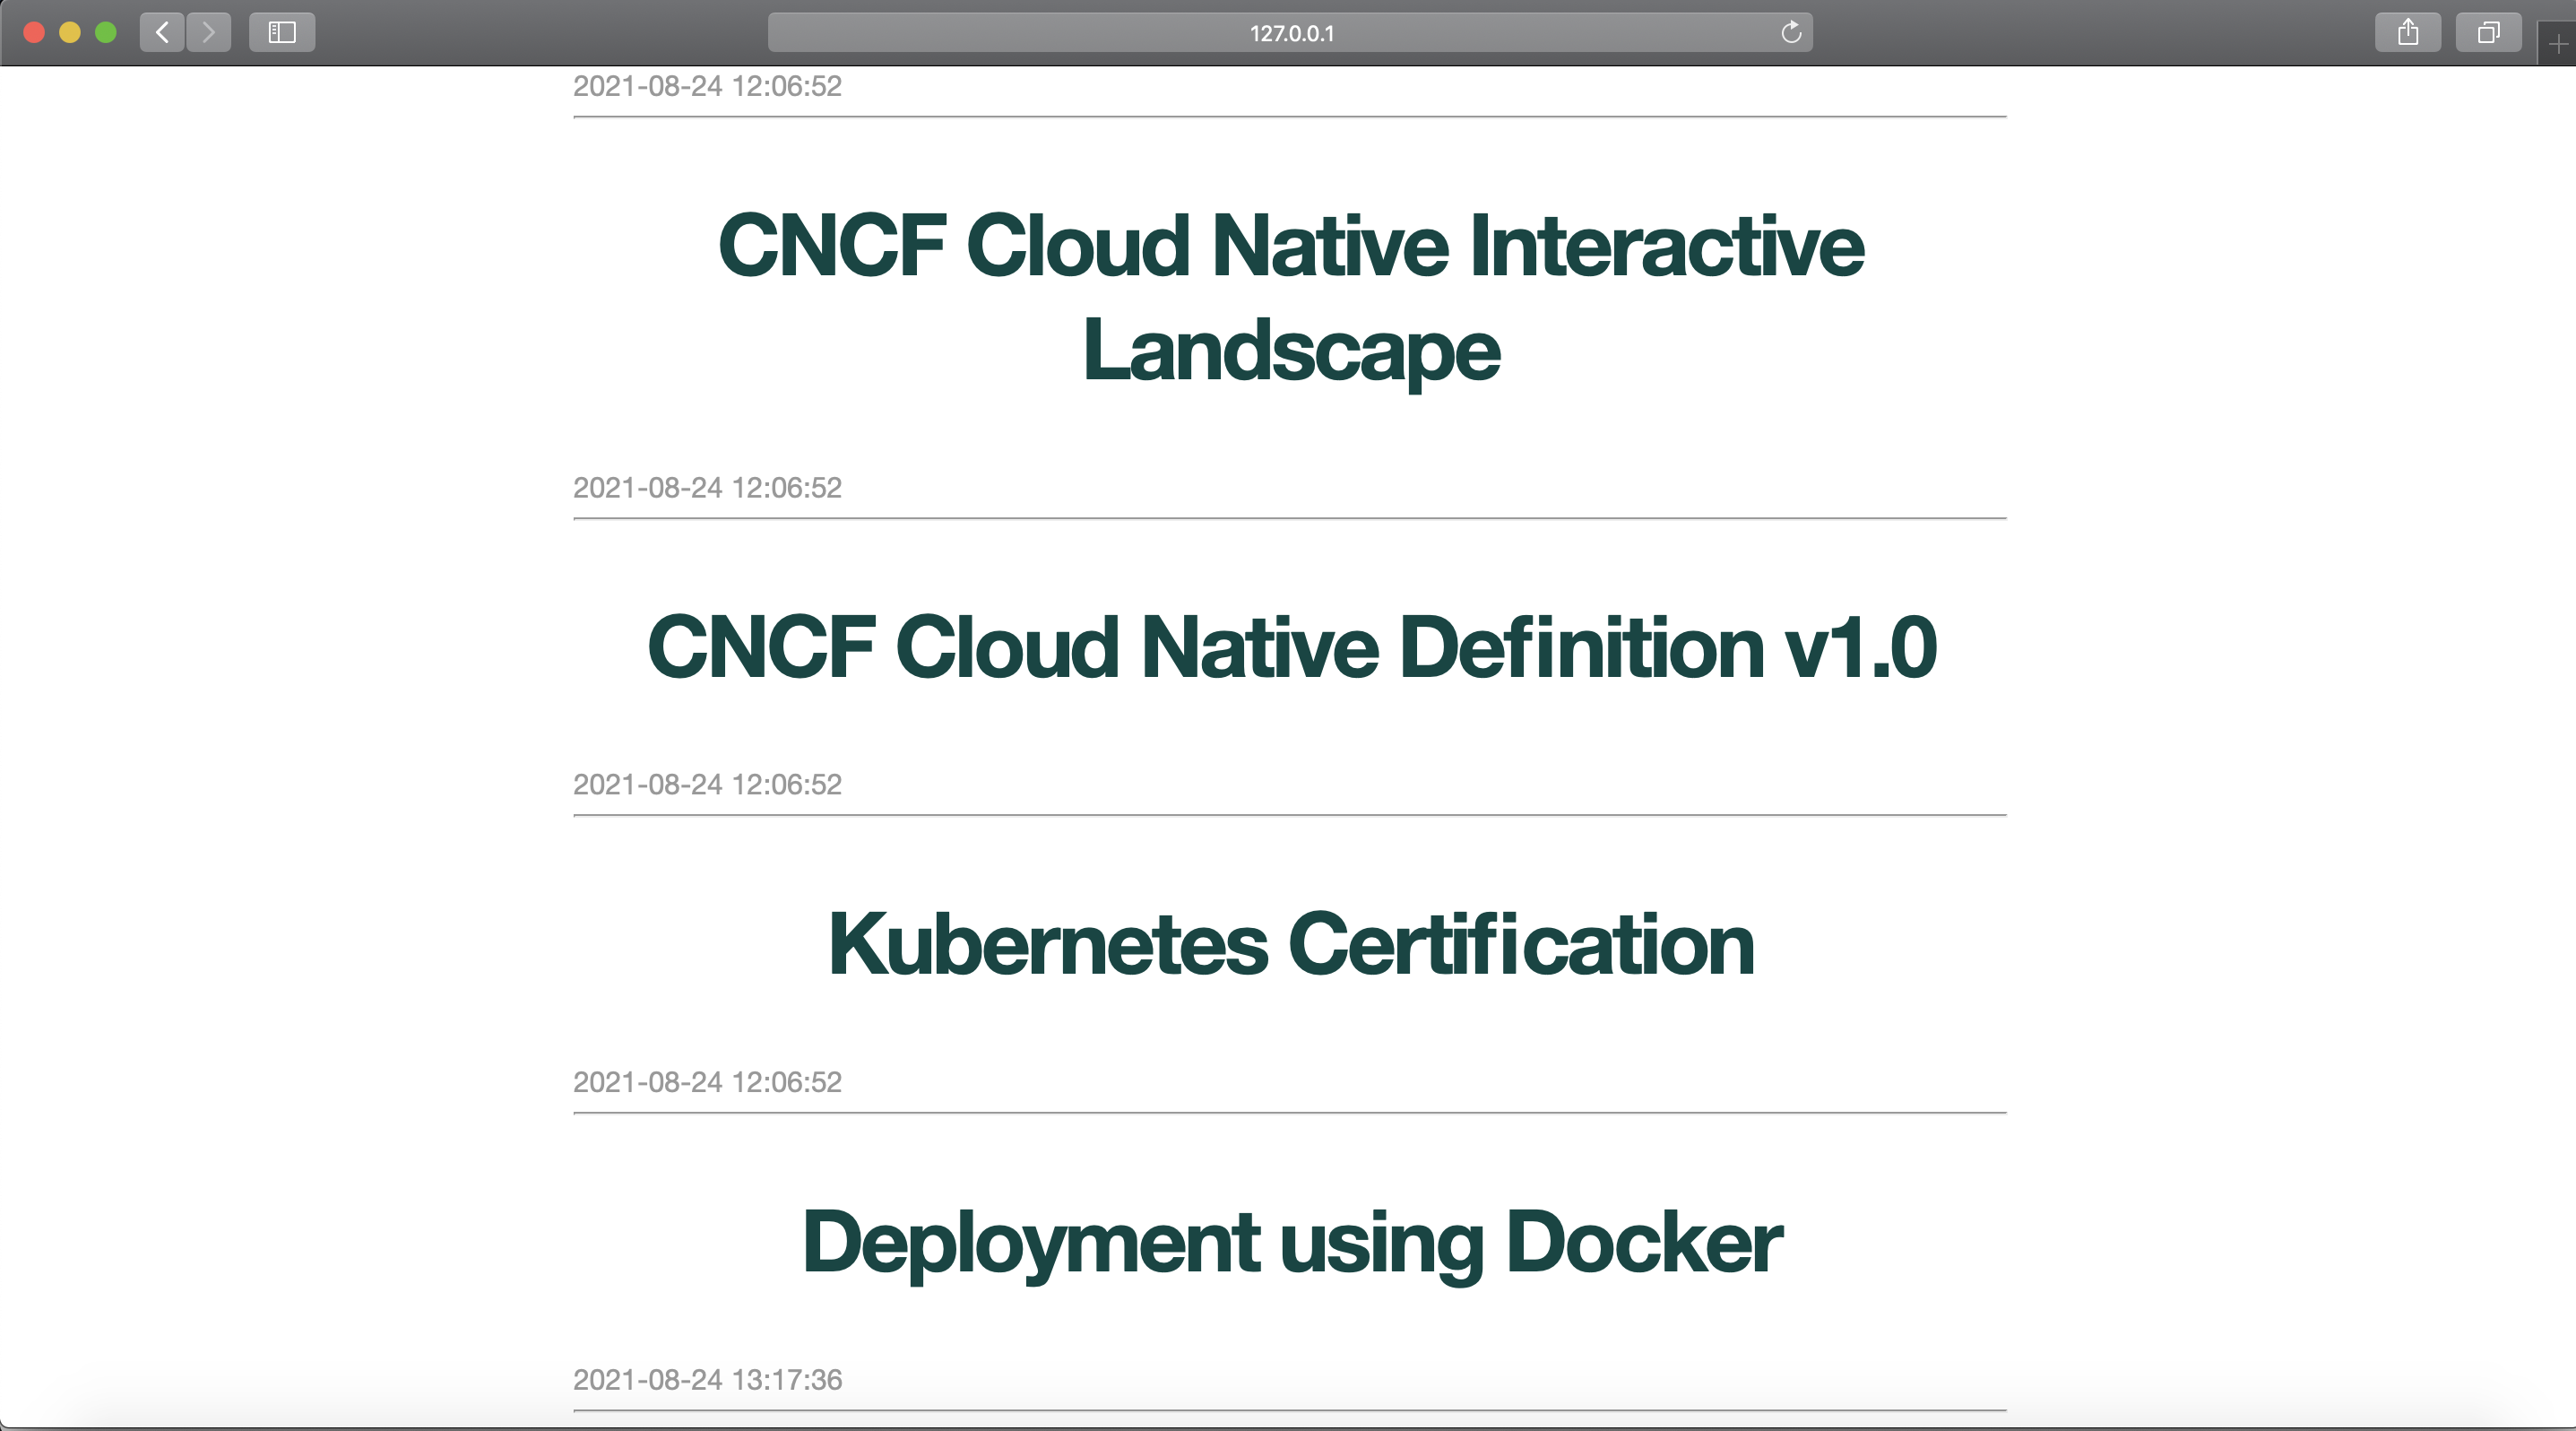 127.0.0.1
2021-08-24 12:06:52
CNCF Cloud Native Interactive
Landscape
2021-08-24 12:06:52
CNCF Cloud Native Definition v1.0
2021-08-24 12:06:52
Kubernetes Certification
2021-08-24 12:06:52
Deployment using Docker
2021-08-24 13:17:36